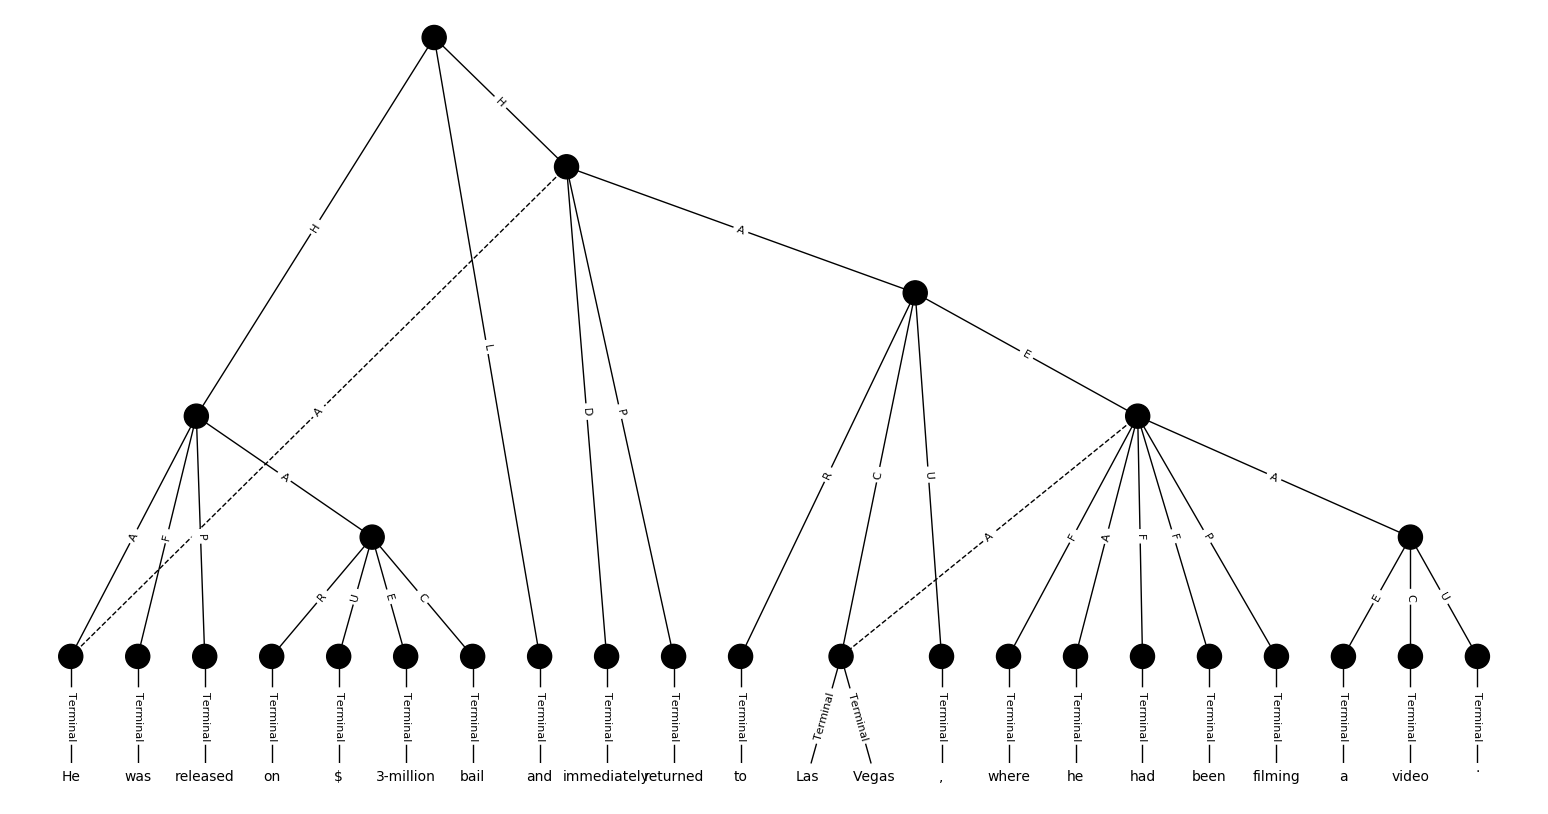 H
H
A
H
L
E
A
D
P
R
C
U
A
A
A
F
P
A
F
A
F
F
P
R
U
E
C
E
C
U
Terminal Terminal Terminal Terminal Terminal Terminal Terminal Terminal Terminal Terminal Terminal Terminal Terminal Terminal Terminal Terminal Terminal Terminal Terminal Terminal Terminal Terminal
He was released on $ 3-million bail and immediately returned to Las Vegas , where he had been filming a video .